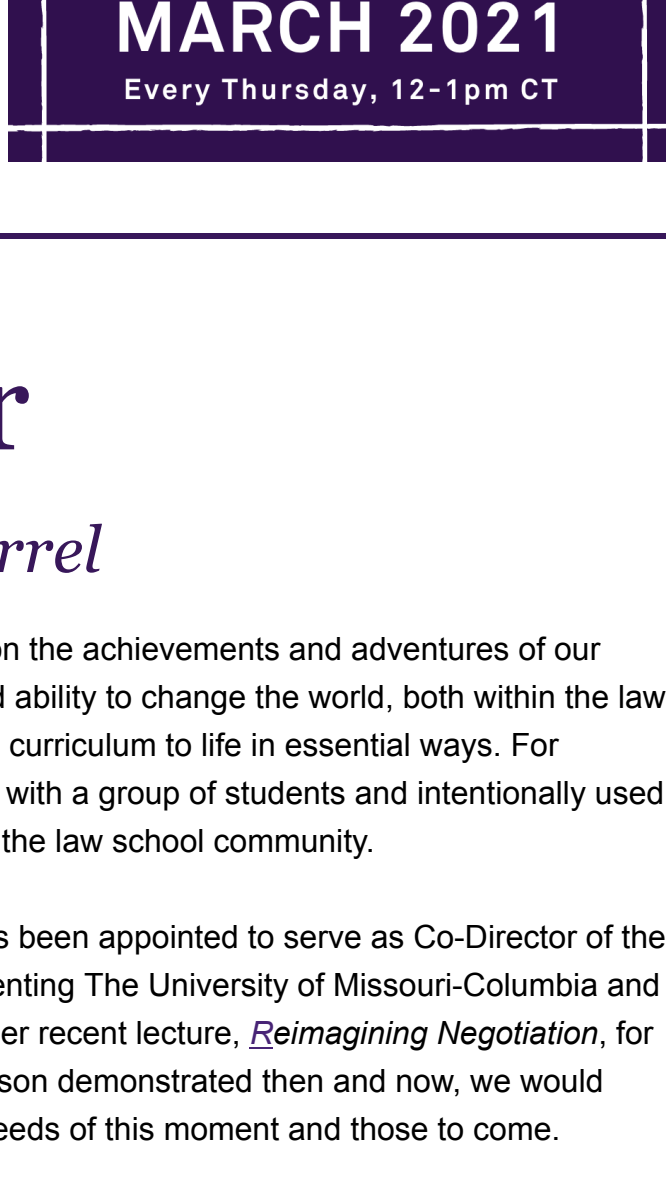 MARCH 2021
Every Thursday, 12-1pm CT
r
rrel
on the achievements and adventures of our
d ability to change the world, both within the law
curriculum to life in essential ways. For
with a group of students and intentionally used
the law school community.
s been appointed to serve as Co-Director of the
enting The University of Missouri-Columbia and
er recent lecture, Reimagining Negotiation, for
son demonstrated then and now, we would
eeds of this moment and those to come.